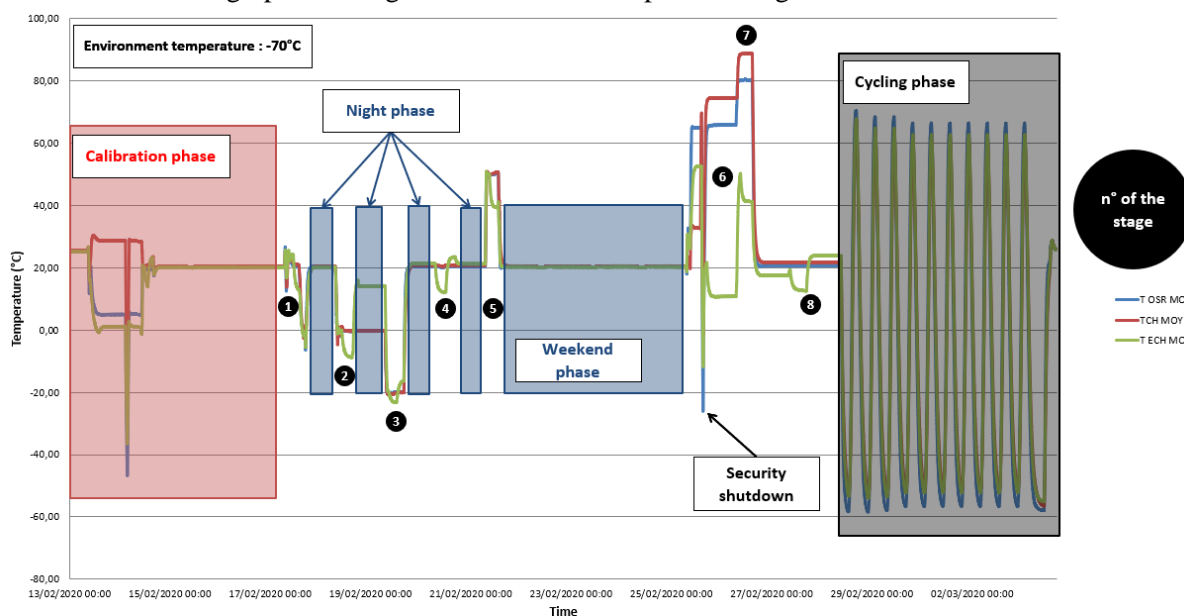 Environment temperature : -70°C
Calibration phase
Night phase
Weekend
phase
Security
shutdown
Cycling phase
n° of the
stage
1
2
3
4
5
6
7
8
T OSR MO
TCH MOY
T ECH MO
Temperature (°C)
100,00
80,00
60,00
40,00
20,00
0,00
-20,00
-40,00
-60,00
-80,00
13/02/2020 00:00
15/02/2020 00:00
17/02/2020 00:00
19/02/2020 00:00
21/02/2020 00:00
23/02/2020 00:00
25/02/2020 00:00
27/02/2020 00:00
29/02/2020 00:00
02/03/2020 00:00
Time